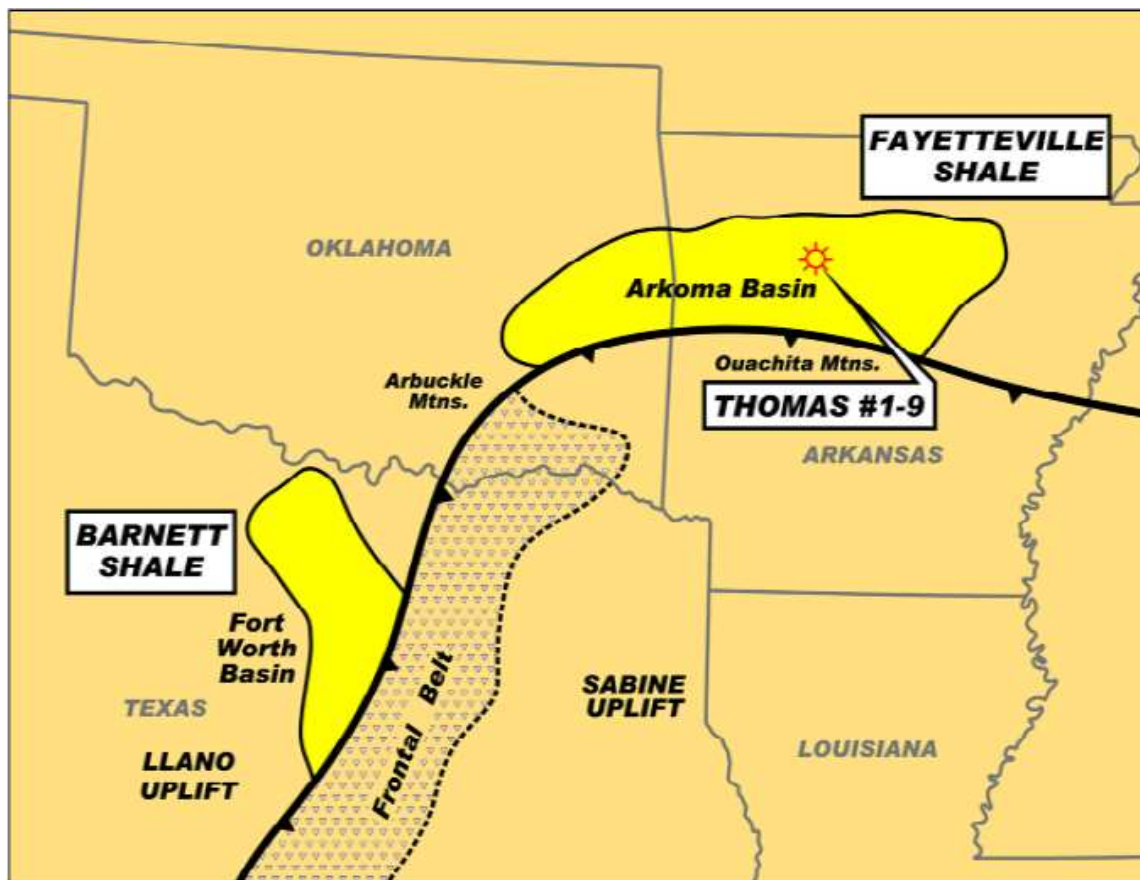 FAYETTEVILLE
SHALE
OKLAHOMA
Arkoma Basin
Ouachita Mtns.
Arbuckle
Mtns.
THOMAS #1-9
ARKANSAS
BARNETT
SHALE
Fort
Worth
Basin
Frontal Belt
SABINE
UPLIFT
TEXAS
LOUISIANA
LLANO
UPLIFT